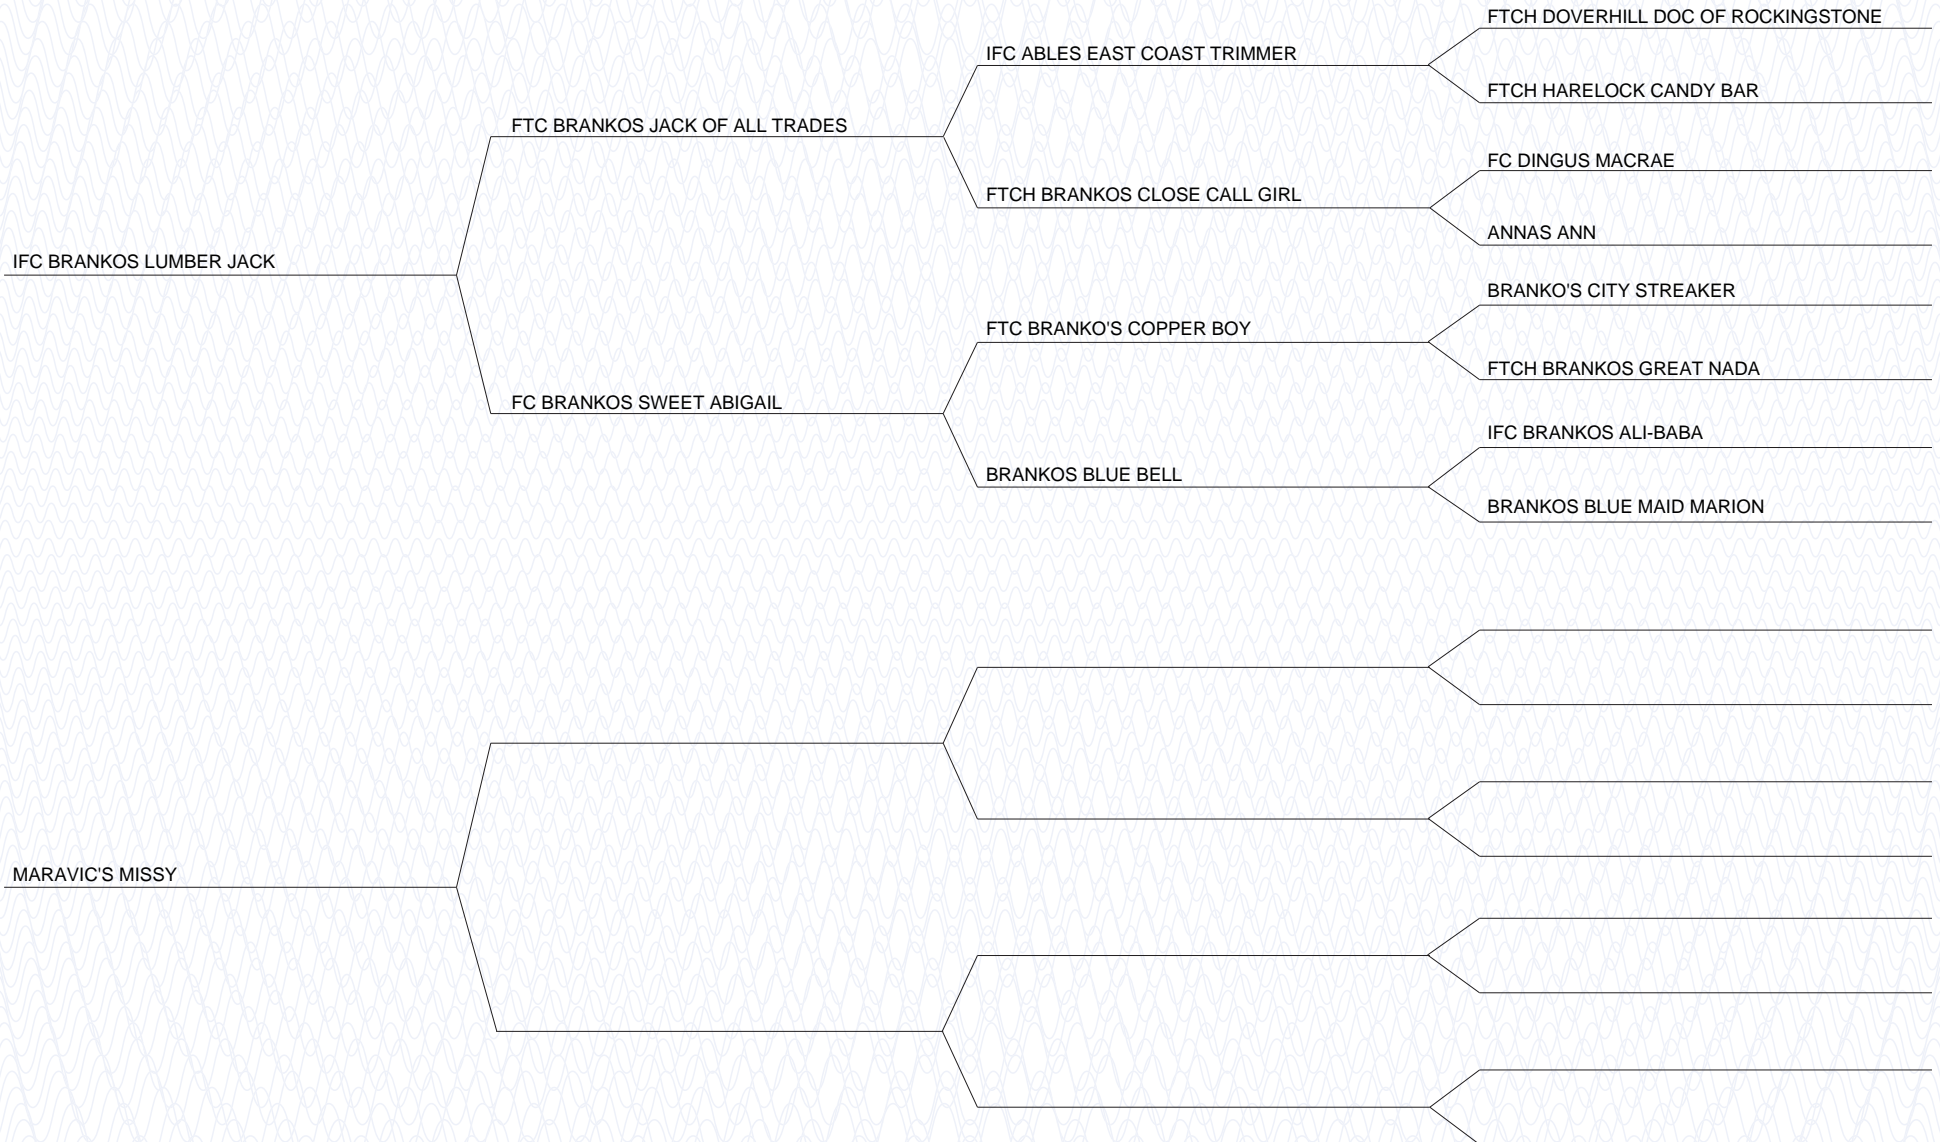 FTCH DOVERHILL DOC OF ROCKINGSTONE
IFC ABLES EAST COAST TRIMMER
FTCH HARELOCK CANDY BAR
FTC BRANKOS JACK OF ALL TRADES
FC DINGUS MACRAE
FTCH BRANKOS CLOSE CALL GIRL
ANNAS ANN
IFC BRANKOS LUMBER JACK
BRANKO'S CITY STREAKER
FTC BRANKO'S COPPER BOY
FTCH BRANKOS GREAT NADA
FC BRANKOS SWEET ABIGAIL
IFC BRANKOS ALI-BABA
BRANKOS BLUE BELL
BRANKOS BLUE MAID MARION
MARAVIC'S MISSY